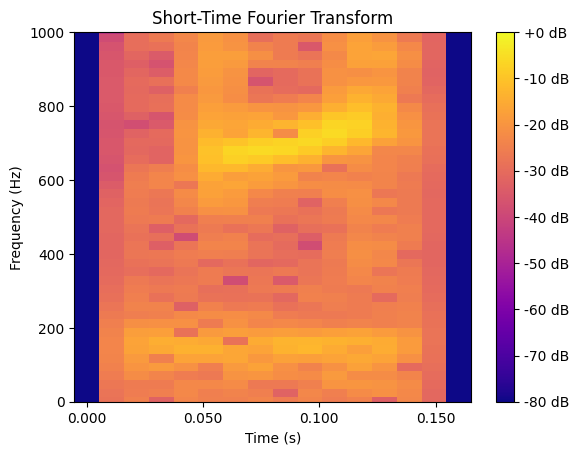 Short-Time Fourier Transform
Frequency (Hz)
1000
800
600
400
200
0
0.000
0.050
0.100
0.150
Time (s)
+0 dB
-10 dB
-20 dB
-30 dB
-40 dB
-50 dB
-60 dB
-70 dB
-80 dB